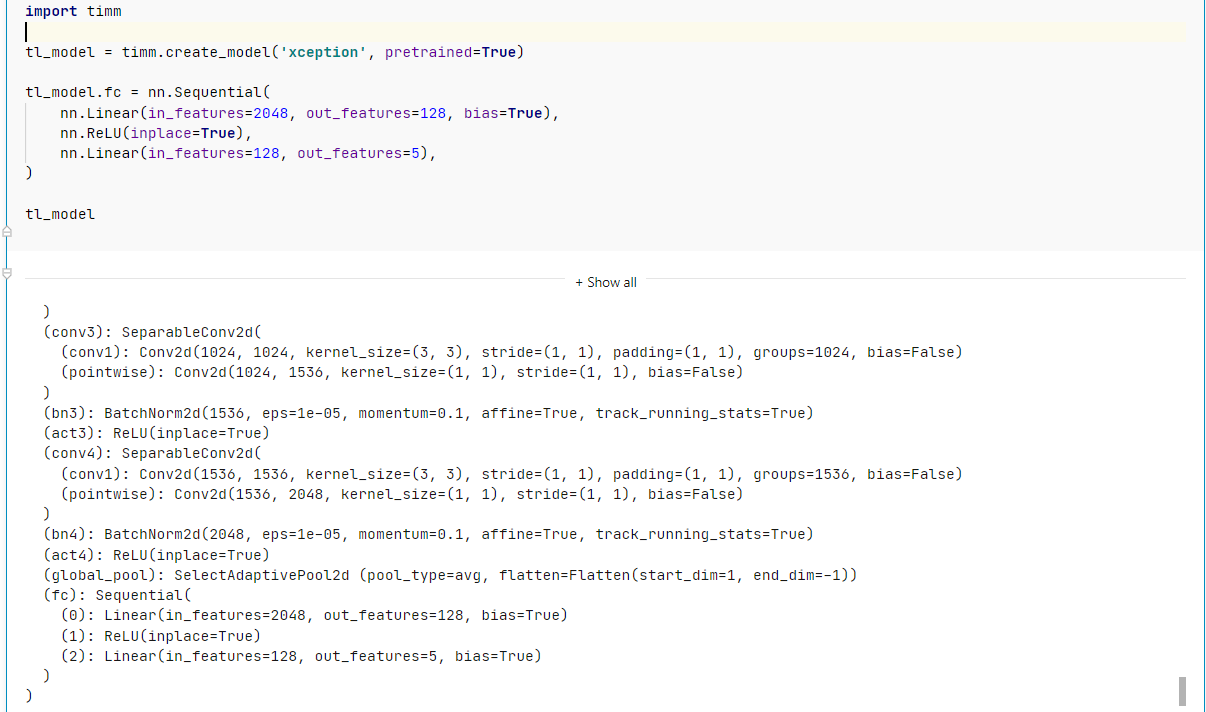 import timm
tl_model = timm.create_model('xception', pretrained=True)
tl_model.fc = nn.Sequential(
    nn.Linear(in_features=2048, out_features=128, bias=True),
    nn.ReLU(inplace=True),
    nn.Linear(in_features=128, out_features=5),
)
tl_model
+ Show all
  )
  (conv3): SeparableConv2d(
    (conv1): Conv2d(1024, 1024, kernel_size=(3, 3), stride=(1, 1), padding=(1, 1), groups=1024, bias=False)
    (pointwise): Conv2d(1024, 1536, kernel_size=(1, 1), stride=(1, 1), bias=False)
  )
  (bn3): BatchNorm2d(1536, eps=1e-05, momentum=0.1, affine=True, track_running_stats=True)
  (act3): ReLU(inplace=True)
  (conv4): SeparableConv2d(
    (conv1): Conv2d(1536, 1536, kernel_size=(3, 3), stride=(1, 1), padding=(1, 1), groups=1536, bias=False)
    (pointwise): Conv2d(1536, 2048, kernel_size=(1, 1), stride=(1, 1), bias=False)
  )
  (bn4): BatchNorm2d(2048, eps=1e-05, momentum=0.1, affine=True, track_running_stats=True)
  (act4): ReLU(inplace=True)
  (global_pool): SelectAdaptivePool2d (pool_type=avg, flatten=Flatten(start_dim=1, end_dim=-1))
  (fc): Sequential(
    (0): Linear(in_features=2048, out_features=128, bias=True)
    (1): ReLU(inplace=True)
    (2): Linear(in_features=128, out_features=5, bias=True)
  )
)